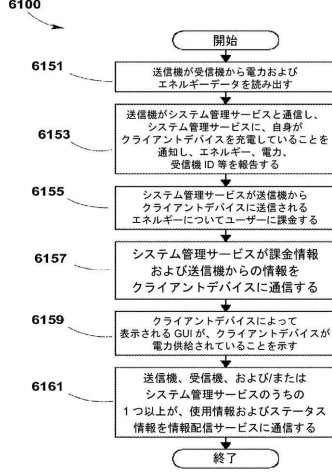 6100
開始
6151
送信機が受信機から電力および
エネルギーデータを読み出す
6153
送信機がシステム管理サービスと通信し、
システム管理サービスに、自身が
クライアントデバイスを充電していることを
通知し、エネルギー、電力、
受信機 ID 等を報告する
6155
システム管理サービスが送信機から
クライアントデバイスに送信される
エネルギーについてユーザーに課金する
6157
システム管理サービスが課金情報
および送信機からの情報を
クライアントデバイスに通信する
6159
クライアントデバイスによって
表示される GUI が、クライアントデバイスが
電力供給されていることを示す
6161
送信機、受信機、および/または
システム管理サービスのうちの
1つ以上が、使用情報およびステータス
情報を情報配信サービスに通信する
終了